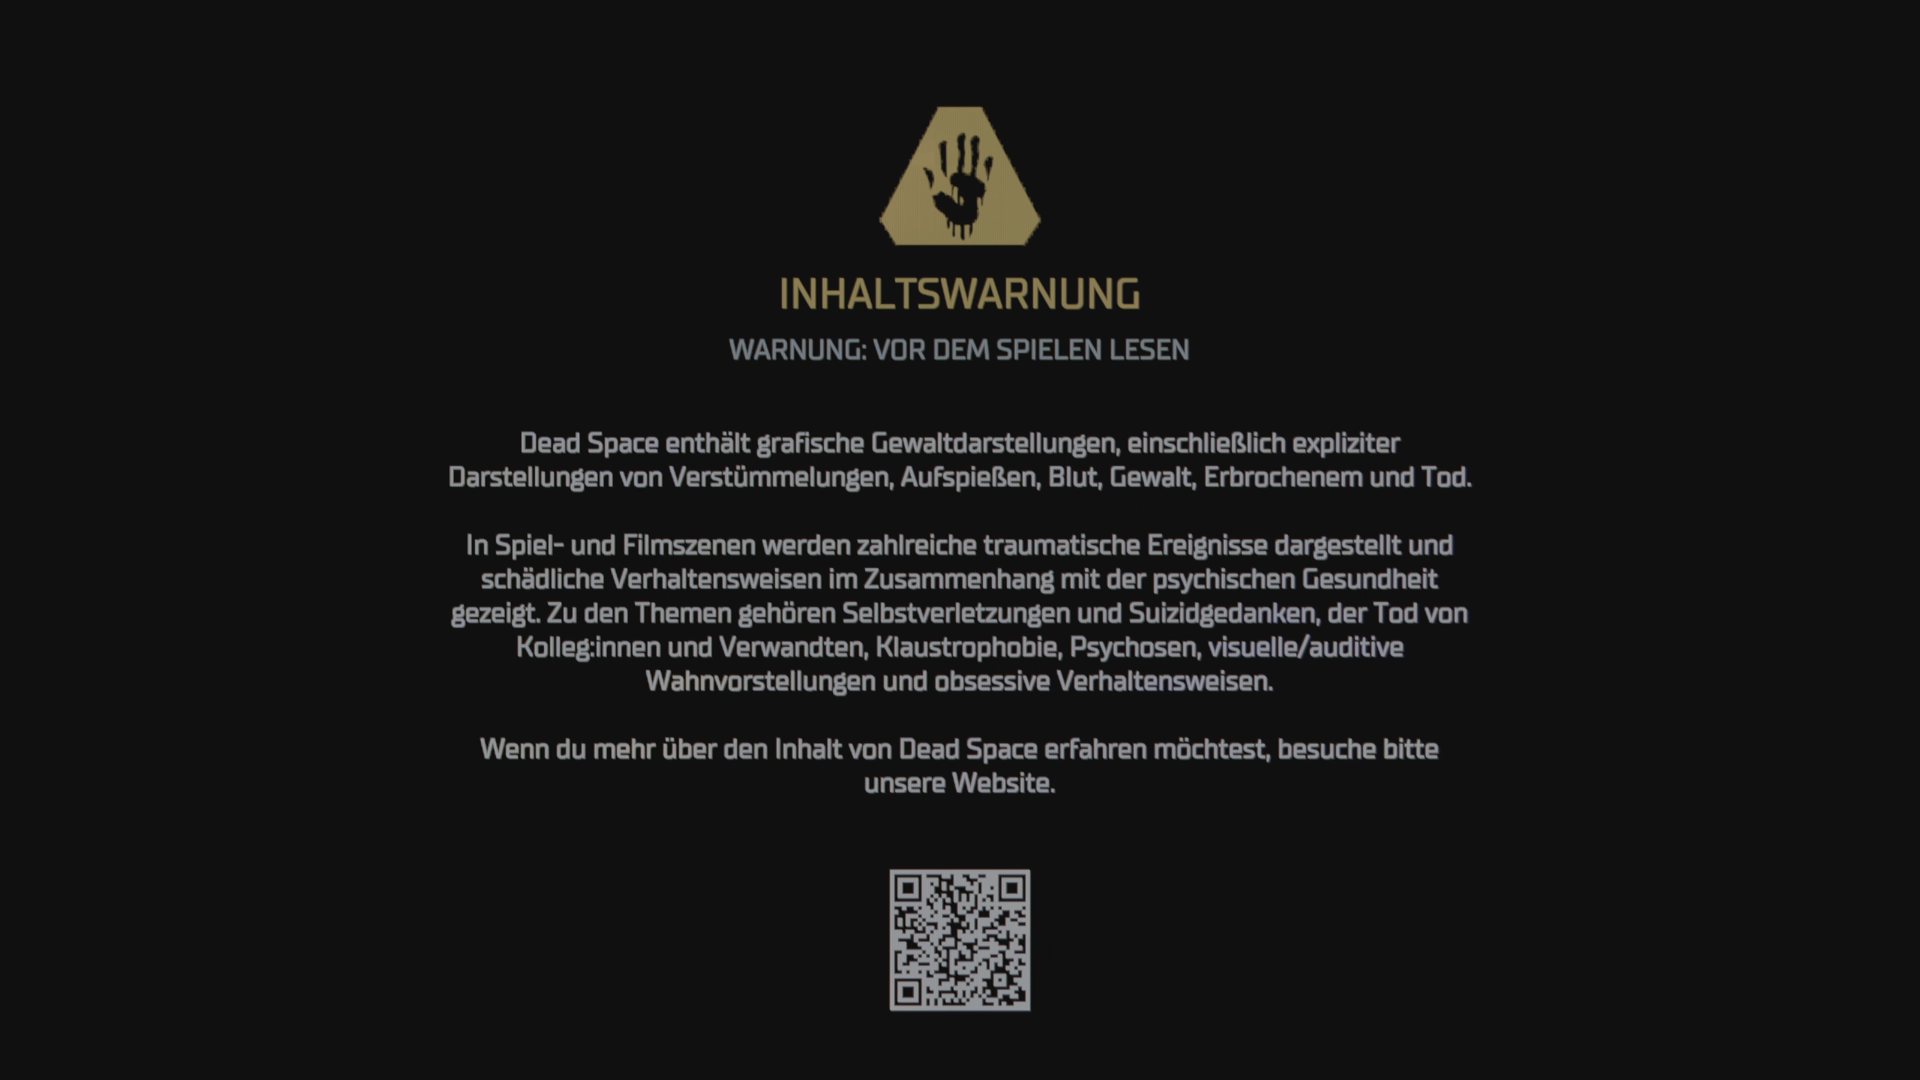 INHALTSWARNUNG
WARNUNG: VOR DEM SPIELEN LESEN
Dead Space enthält grafische Gewaltdarstellungen, einschließlich expliziter
Darstellungen von Verstümmelungen, Aufspießen, Blut, Gewalt, Erbrochenem und Tod.
In Spiel- und Filmszenen werden zahlreiche traumatische Ereignisse dargestellt und
schädliche Verhaltensweisen im Zusammenhang mit der psychischen Gesundheit
gezeigt. Zu den Themen gehören Selbstverletzungen und Suizidgedanken, der Tod von
Kolleg:innen und Verwandten, Klaustrophobie, Psychosen, visuelle/auditive
Wahnvorstellungen und obsessive Verhaltensweisen.
Wenn du mehr über den Inhalt von Dead Space erfahren möchtest, besuche bitte
unsere Website.